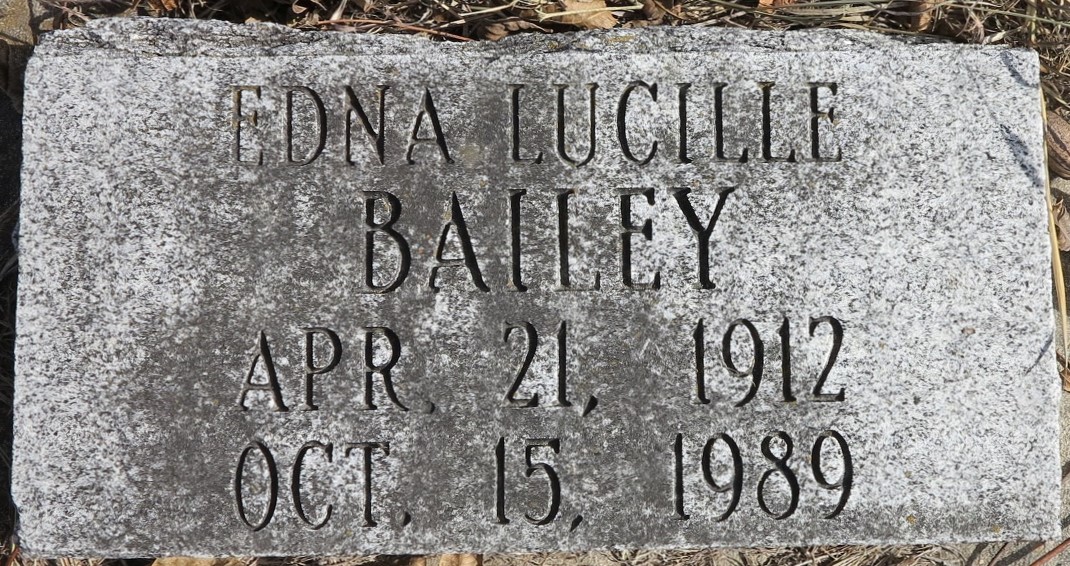 EDNA LUCILLE
BAILEY
APR. 21, 1912
OCT. 15, 1989